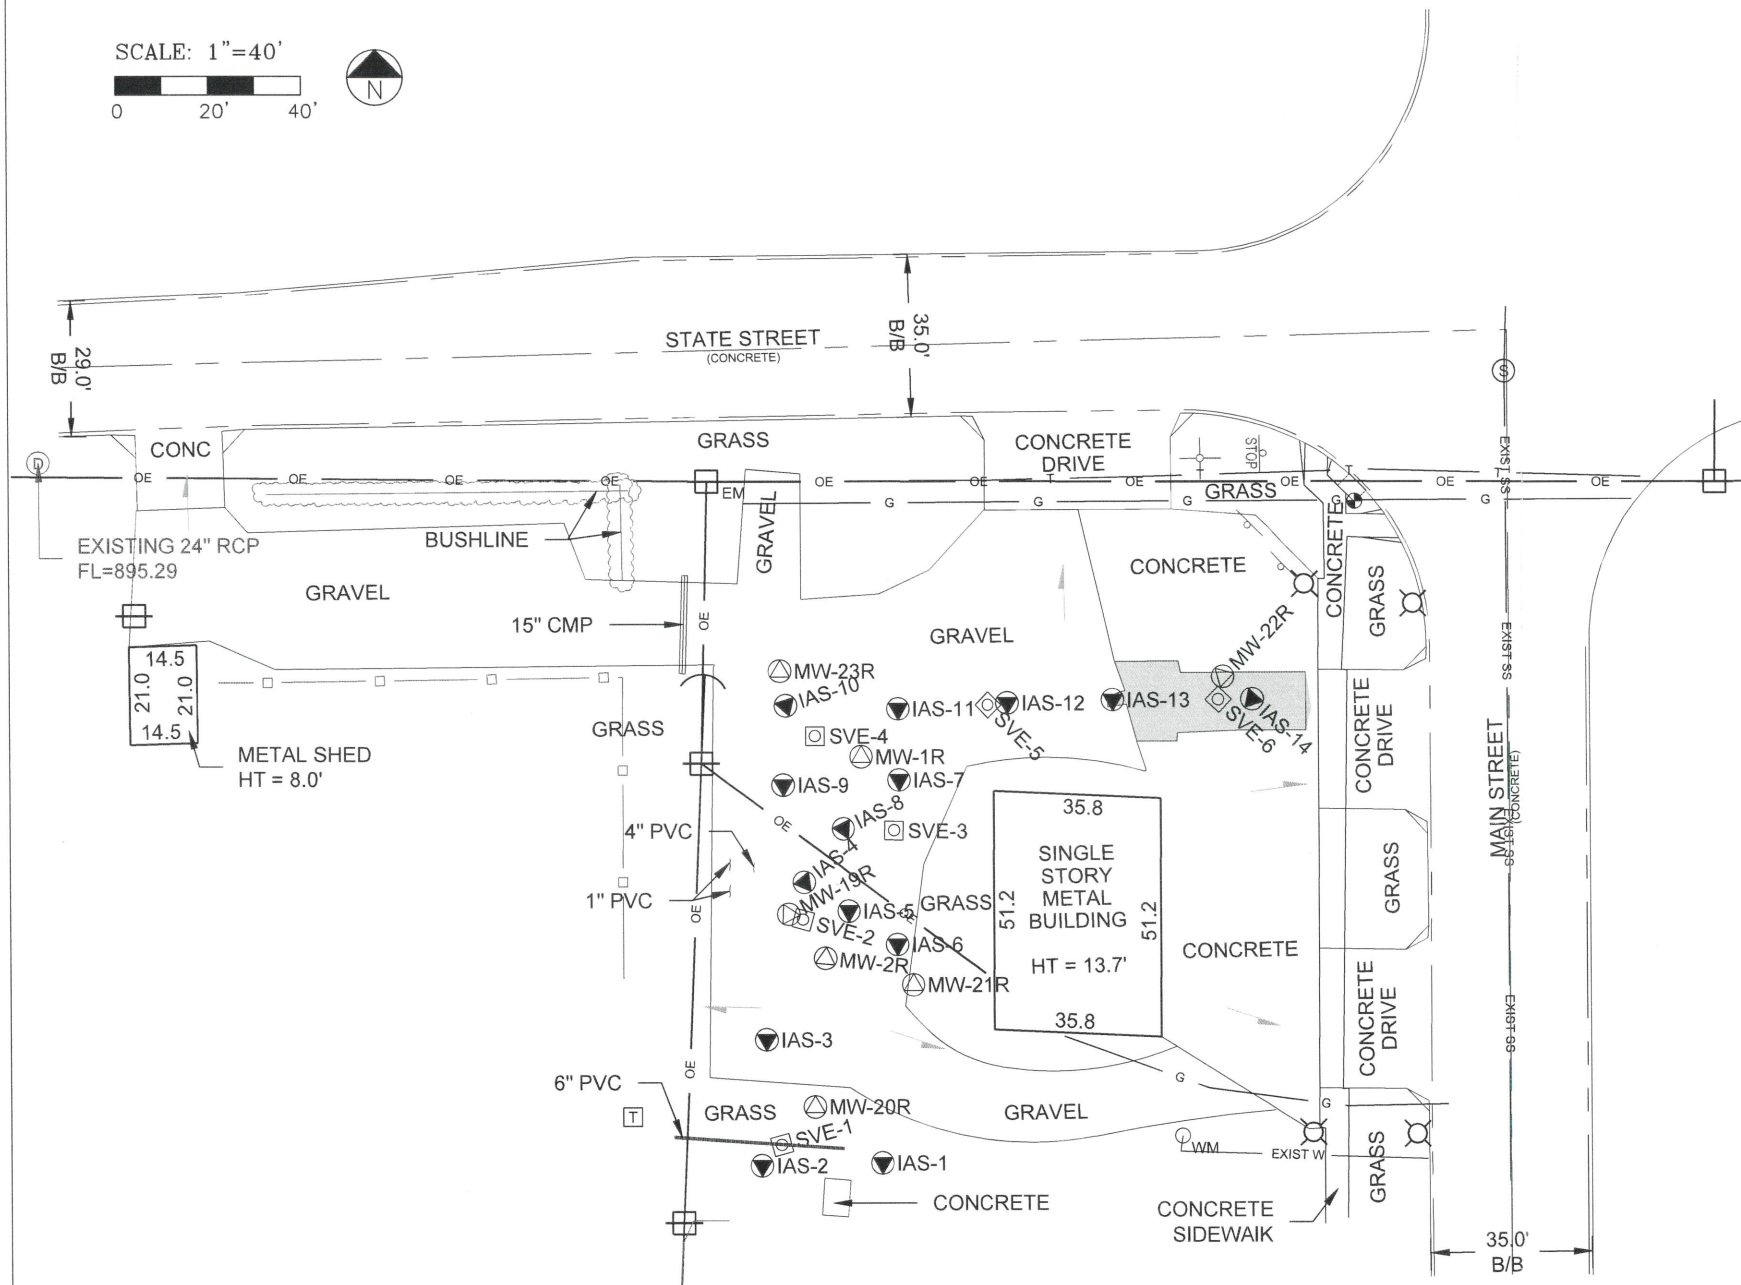 SCALE: 1"=40'
0 20' 40'
N
29.0'
B/B
STATE STREET
(CONCRETE)
35.0'
B/B
S
CONC
GRASS
CONCRETE
DRIVE
STOP
EXIST SS
D
OE
OE
OE
OE
EM
OE
OE
T
OE
T
OE
T
OE
T
OE
G
G
G
G
G
GRASS
GRAVEL
CONCRETE
EXISTING 24" RCP
FL=895.29
BUSHLINE
CONCRETE
GRASS
GRAVEL
15" CMP
OE
GRAVEL
EXIST SS
MW-22R
14.5
21.0
21.0
14.5
METAL SHED
HT = 8.0'
GRASS
MW-23R
IAS-10
IAS-11
SVE-5
IAS-12
IAS-13
SVE-6
IAS-14
CONCRETE
DRIVE
SVE-4
MW-1R
IAS-9
IAS-7
MAIN STREET
(CONCRETE)
EXIST SS
OE
IAS-8
SVE-3
4" PVC
IAS-4
1" PVC
MW-19R
OE
SVE-2
IAS-5
GRASS
OE
IAS-6
MW-2R
MW-21R
35.8
SINGLE
STORY
METAL
BUILDING
HT = 13.7'
51.2
51.2
35.8
CONCRETE
GRASS
CONCRETE
DRIVE
EXIST SS
IAS-3
OE
6" PVC
T
GRASS
MW-20R
GRAVEL
G
G
SVE-1
IAS-2
IAS-1
WM
EXIST W
GRASS
CONCRETE
CONCRETE
SIDEWAlK
35.0'
B/B